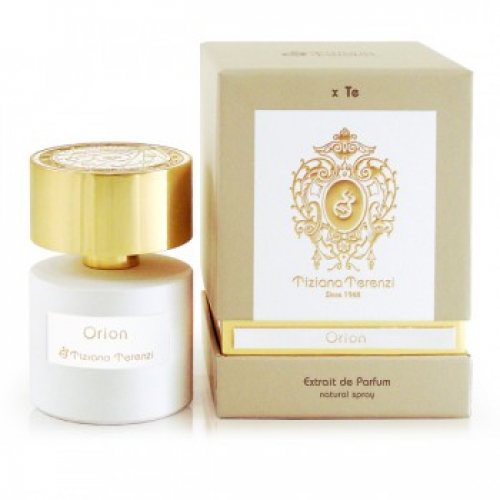 x Te
Tiziana Terenzi
Since 1968
Orion
Extrait de Parfum
natural spray
Orion
Tiziana Terenzi